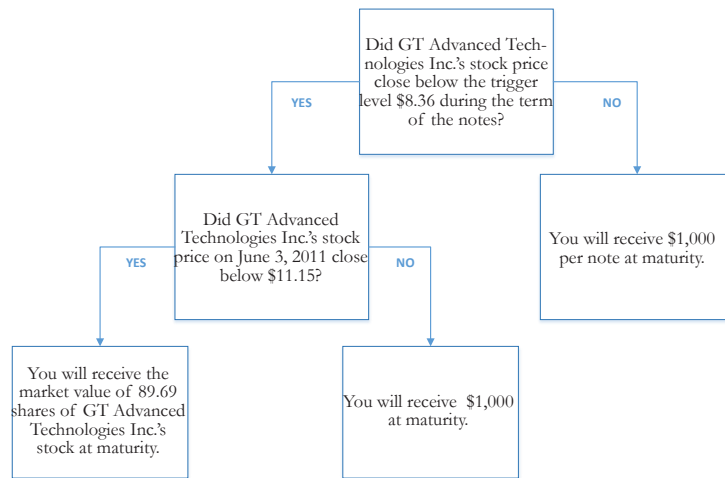 Did GT Advanced Tech-
nologies Inc.'s stock price
close below the trigger
level $8.36 during the term
of the notes?
YES
NO
Did GT Advanced
Technologies Inc.'s stock
price on June 3, 2011 close
below $11.15?
You will receive $1,000
per note at maturity.
YES
NO
You will receive the
market value of 89.69
shares of GT Advanced
Technologies Inc.'s
stock at maturity.
You will receive $1,000
at maturity.